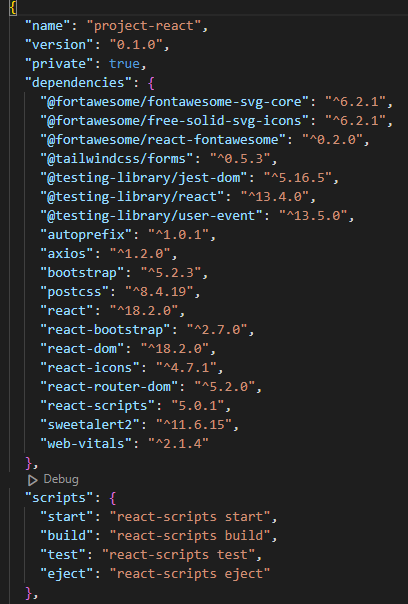 {
"name": "project-react",
"version": "0.1.0",
"private": true,
"dependencies": {
"@fortawesome/fontawesome-svg-core": "^6.2.1",
"@fortawesome/free-solid-svg-icons": "^6.2.1",
"@fortawesome/react-fontawesome": "^0.2.0",
"@tailwindcss/forms": "^0.5.3",
"@testing-library/jest-dom": "^5.16.5",
"@testing-library/react": "^13.4.0",
"@testing-library/user-event": "^13.5.0",
"autoprefix": "^1.0.1",
"axios": "^1.2.0",
"bootstrap": "^5.2.3",
"postcss": "^8.4.19",
"react": "^18.2.0",
"react-bootstrap": "^2.7.0",
"react-dom": "^18.2.0",
"react-icons": "^4.7.1",
"react-router-dom": "^5.2.0",
"react-scripts": "5.0.1",
"sweetalert2": "^11.6.15",
"web-vitals": "^2.1.4"
},
Debug
"scripts": {
"start": "react-scripts start",
"build": "react-scripts build",
"test": "react-scripts test",
"eject": "react-scripts eject"
},